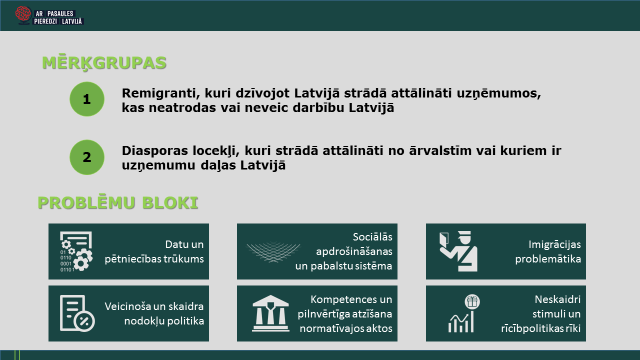 AR PASAULES
PIEREDZI LATVIJĀ
MĒRĶGRUPAS
1
Remigranti, kuri dzīvojot Latvijā strādā attālināti uzņēmumos,
kas neatrodas vai neveic darbību Latvijā
2
Diasporas locekļi, kuri strādā attālināti no ārvalstīm vai kuriem ir
uzņemumu daļas Latvijā
PROBLĒMU BLOKI
Datu un
pētniecības trūkums
Sociālās
apdrošināšanas
un pabalstu sistēma
Imigrācijas
problemātika
Veicinoša un skaidra
nodokļu politika
Kompetences un
pilnvērtīga atzīšana
normatīvajos aktos
Neskaidri
stimuli un
rīcībpolitikas rīki